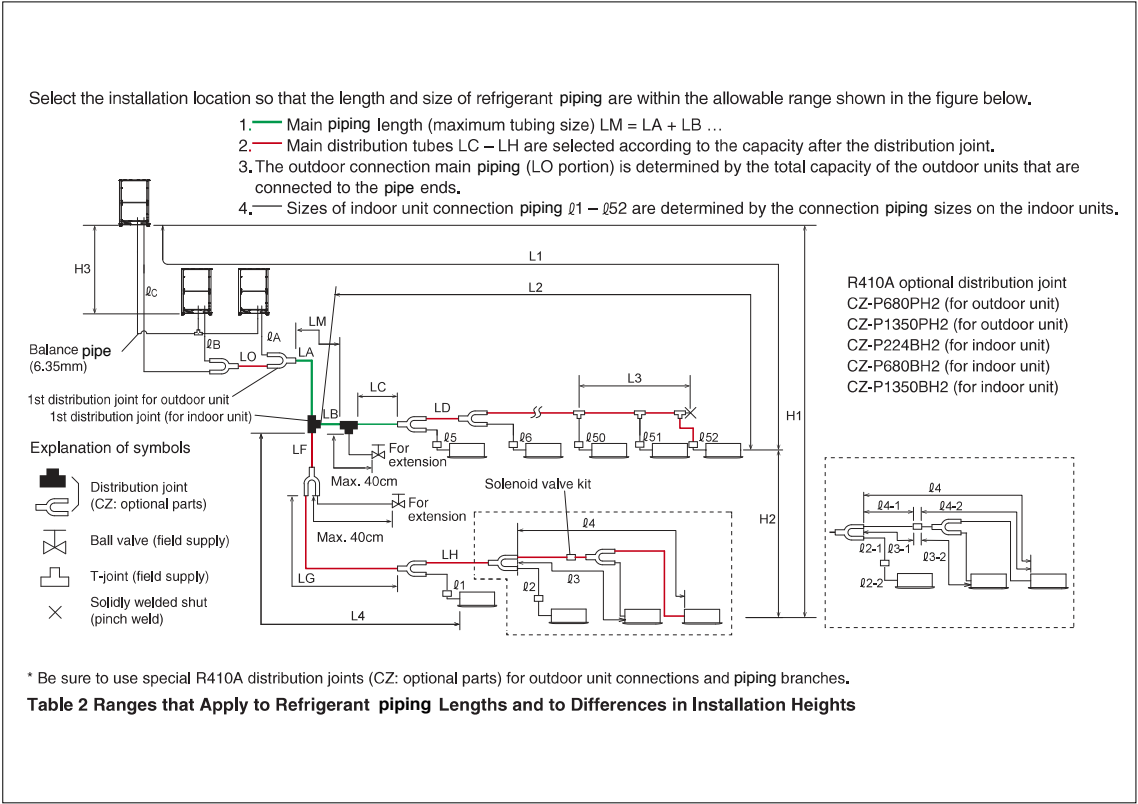 Select the installation location so that the length and size of refrigerant piping are within the allowable range shown in the figure below.
1. Main piping length (maximum tubing size) LM = LA + LB ...
2. Main distribution tubes LC – LH are selected according to the capacity after the distribution joint.
3. The outdoor connection main piping (LO portion) is determined by the total capacity of the outdoor units that are
connected to the pipe ends.
4. Sizes of indoor unit connection piping ℓ1 – ℓ52 are determined by the connection piping sizes on the indoor units.
H3
ℓC
L1
L2
R410A optional distribution joint
CZ-P680PH2 (for outdoor unit)
CZ-P1350PH2 (for outdoor unit)
CZ-P224BH2 (for indoor unit)
CZ-P680BH2 (for indoor unit)
CZ-P1350BH2 (for indoor unit)
LM
ℓA
ℓB
Balance pipe
(6.35mm)
LO
LA
LC
L3
1st distribution joint for outdoor unit
1st distribution joint (for indoor unit)
LB
LD
H1
Explanation of symbols
LF
For
extension
ℓ5
ℓ6
ℓ50
ℓ51
ℓ52
Max. 40cm
Distribution joint
(CZ: optional parts)
Solenoid valve kit
For
extension
Max. 40cm
H2
Ball valve (field supply)
T-joint (field supply)
Solidly welded shut
(pinch weld)
LG
LH
ℓ1
L4
ℓ4
ℓ3
ℓ2
ℓ4
ℓ4-1
ℓ4-2
ℓ2-1
ℓ3-1
ℓ3-2
ℓ2-2
* Be sure to use special R410A distribution joints (CZ: optional parts) for outdoor unit connections and piping branches.
Table 2 Ranges that Apply to Refrigerant piping Lengths and to Differences in Installation Heights